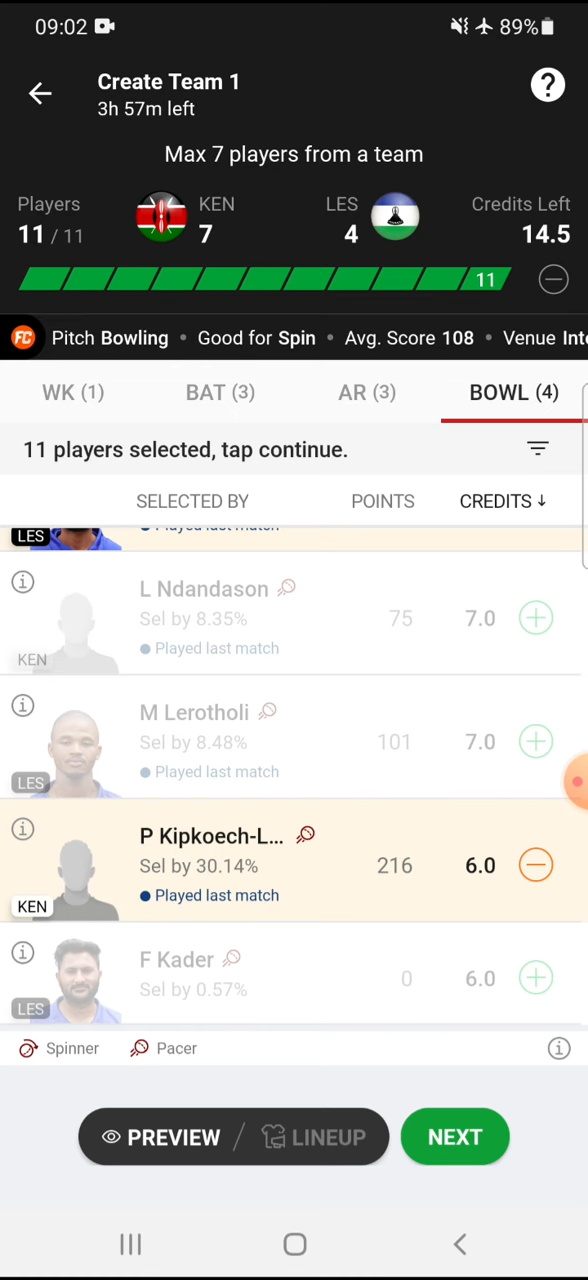 09:02 89%
Create Team 1
3h 57m left
?
Max 7 players from a team
Players KEN LES Credits Left
11 / 11 7 4 14.5
11
FC Pitch Bowling • Good for Spin • Avg. Score 108 • Venue Inte
WK (1) BAT (3) AR (3) BOWL (4)
11 players selected, tap continue.
SELECTED BY POINTS CREDITS ↓
LES Played last match
L Ndandason
Sel by 8.35% 75 7.0
KEN Played last match
M Lerotholi
Sel by 8.48% 101 7.0
LES Played last match
P Kipkoech-L...
Sel by 30.14% 216 6.0
KEN Played last match
F Kader
Sel by 0.57% 0 6.0
LES
Spinner Pacer
PREVIEW / LINEUP NEXT